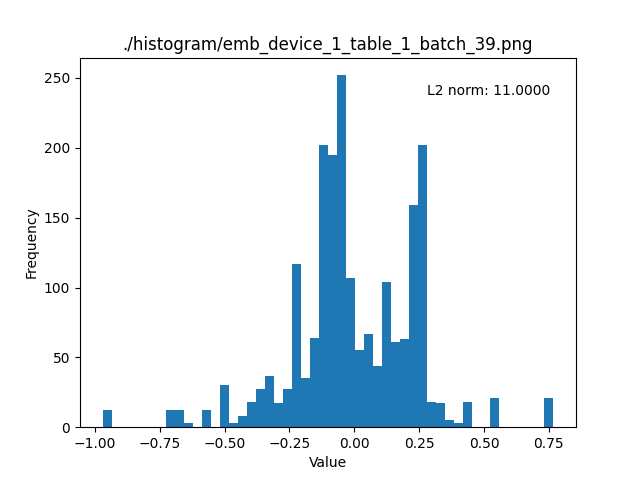 ./histogram/emb_device_1_table_1_batch_39.png
L2 norm: 11.0000
Frequency
250
200
150
100
50
0
−1.00 −0.75 −0.50 −0.25 0.00 0.25 0.50 0.75
Value